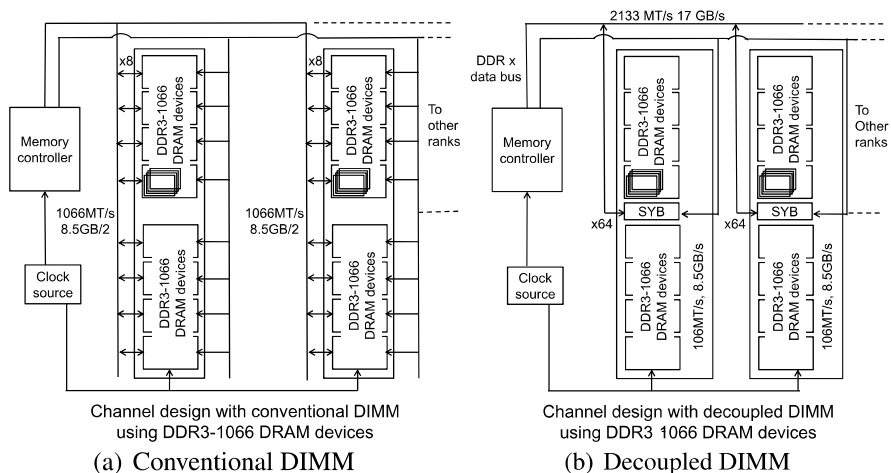 x8
DDR3-1066
DRAM devices
x8
DDR3-1066
DRAM devices
To
other
ranks
Memory
controller
1066MT/s
8.5GB/2
1066MT/s
8.5GB/2
Clock
source
DDR3-1066
DRAM devices
DDR3-1066
DRAM devices
Channel design with conventional DIMM
using DDR3-1066 DRAM devices
(a) Conventional DIMM
2133 MT/s 17 GB/s
DDR x
data bus
DDR3-1066
DRAM devices
DDR3-1066
DRAM devices
To
Other
ranks
Memory
controller
SYB
x64
SYB
x64
Clock
source
DDR3-1066
DRAM devices
106MT/s, 8.5GB/s
DDR3-1066
DRAM devices
106MT/s, 8.5GB/s
Channel design with decoupled DIMM
using DDR3 1066 DRAM devices
(b) Decoupled DIMM